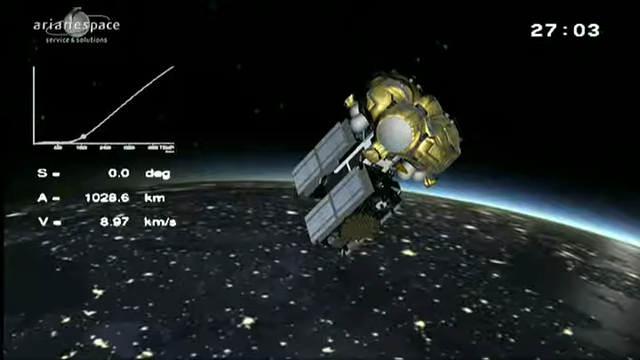 arianespace
service & solutions
27:03
S = 0.0 deg
A = 1028.6 km
V = 8.97 km/s